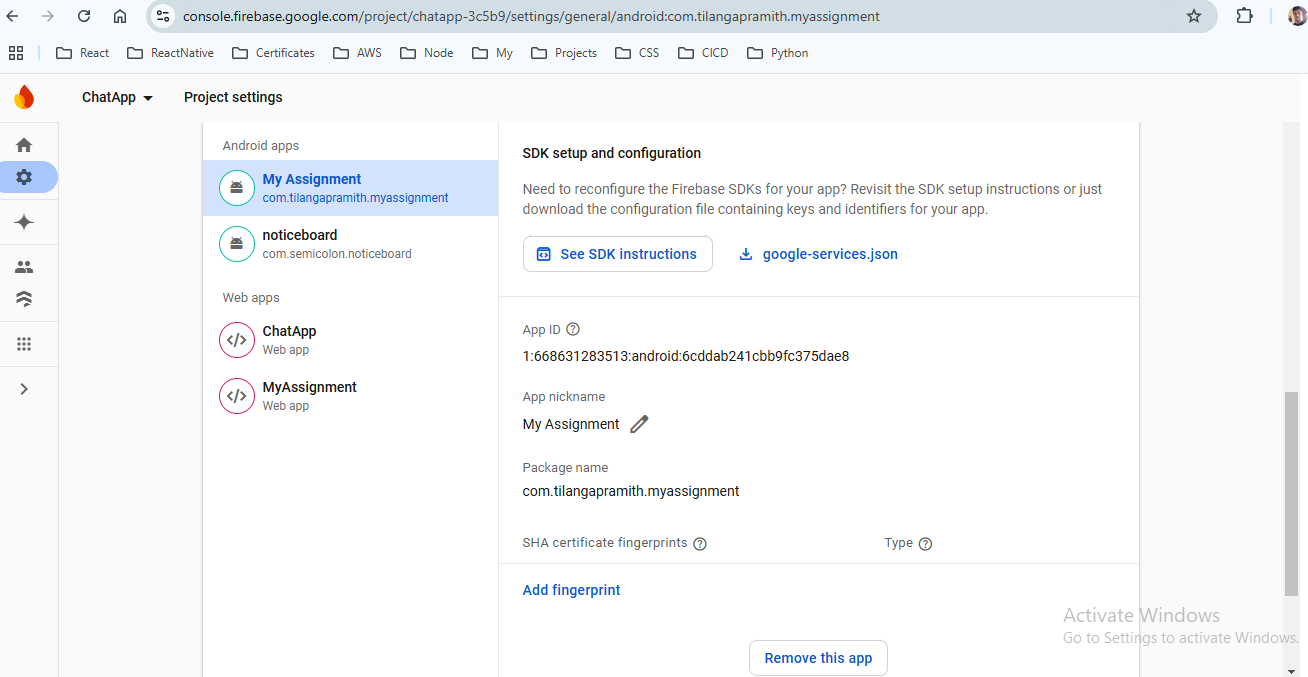 console.firebase.google.com/project/chatapp-3c5b9/settings/general/android:com.tilangapramith.myassignment
React ReactNative Certificates AWS Node My Projects CSS CICD Python
ChatApp Project settings
Android apps
My Assignment
com.tilangapramith.myassignment
noticeboard
com.semicolon.noticeboard
Web apps
ChatApp
Web app
MyAssignment
Web app
SDK setup and configuration
Need to reconfigure the Firebase SDKs for your app? Revisit the SDK setup instructions or just
download the configuration file containing keys and identifiers for your app.
See SDK instructions google-services.json
App ID
1:668631283513:android:6cddab241cbb9fc375dae8
App nickname
My Assignment
Package name
com.tilangapramith.myassignment
SHA certificate fingerprints Type
Add fingerprint
Remove this app
Activate Windows
Go to Settings to activate Windows.